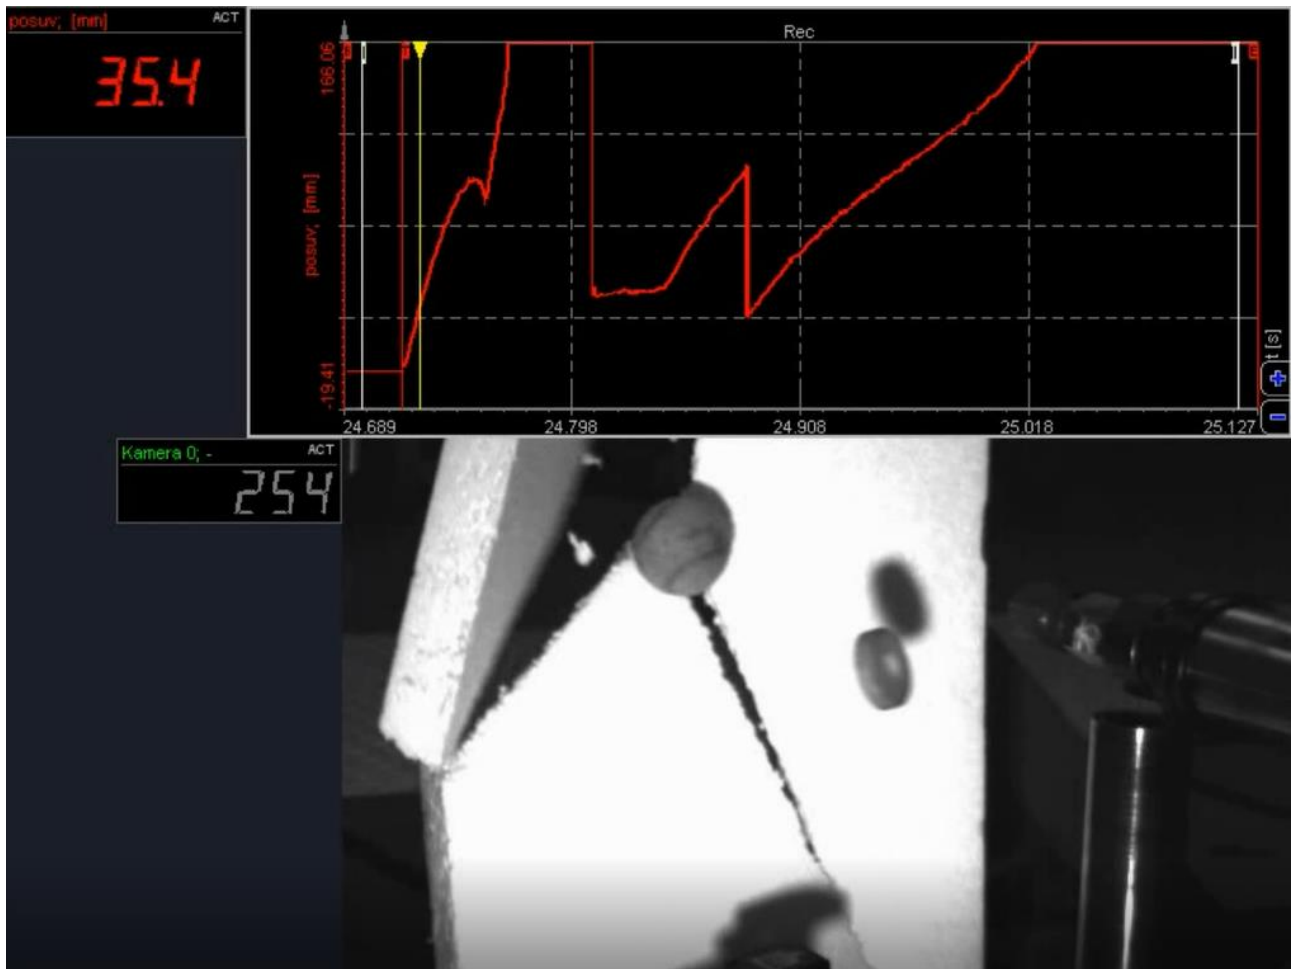 posuv; [mm] ACT
35.4
Rec
166.06
posuv; [mm]
-19.41
t [s]
24.689 24.798 24.908 25.018 25.127
Kamera 0; - ACT
254